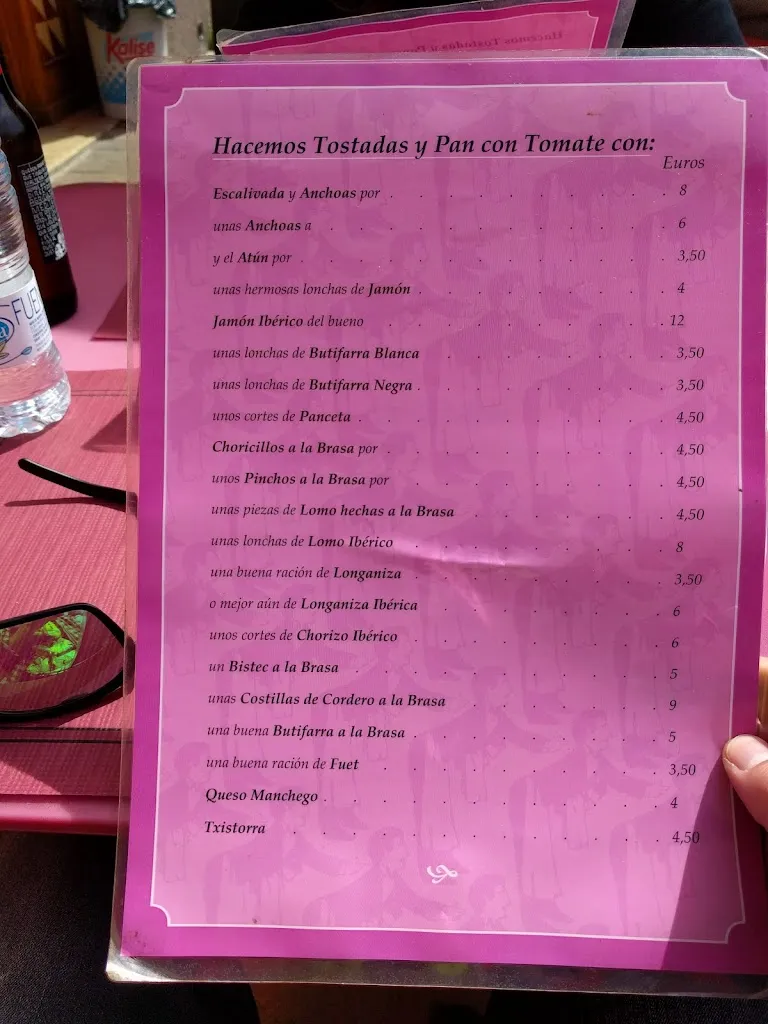 Kalise
Hacemos Tostadas y Pan con Tomate con:
Euros
Escalivada y Anchoas por . . . . . . . . . 8
unas Anchoas a . . . . . . . . . . 6
y el Atún por . . . . . . . . . . . 3,50
unas hermosas lonchas de Jamón . . . . . . . . 4
Jamón Ibérico del bueno . . . . . . . . . 12
unas lonchas de Butifarra Blanca . . . . . . . 3,50
unas lonchas de Butifarra Negra . . . . . . . . 3,50
unos cortes de Panceta . . . . . . . . . 4,50
Choricillos a la Brasa por . . . . . . . . . 4,50
unos Pinchos a la Brasa por . . . . . . . . 4,50
unas piezas de Lomo hechas a la Brasa . . . . . . 4,50
unas lonchas de Lomo Ibérico . . . . . . . . 8
una buena ración de Longaniza . . . . . . . . 3,50
o mejor aún de Longaniza Ibérica . . . . . . . 6
unos cortes de Chorizo Ibérico . . . . . . . . 6
un Bistec a la Brasa . . . . . . . . . 5
unas Costillas de Cordero a la Brasa . . . . . . 9
una buena Butifarra a la Brasa . . . . . . . . 5
una buena ración de Fuet . . . . . . . . 3,50
Queso Manchego . . . . . . . . . . 4
Txistorra . . . . . . . . . . 4,50